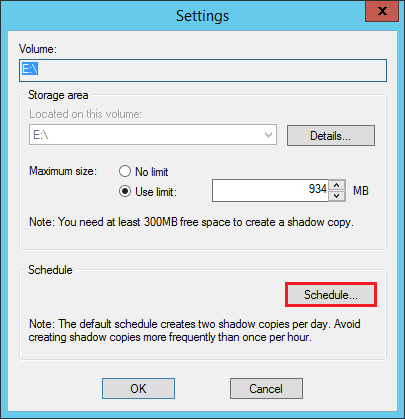 Settings
x
Volume:
E:\
Storage area
Located on this volume:
E:\
Details...
Maximum size:
No limit
Use limit:
934
MB
Note: You need at least 300MB free space to create a shadow copy.
Schedule
Schedule...
Note: The default schedule creates two shadow copies per day. Avoid
creating shadow copies more frequently than once per hour.
OK
Cancel